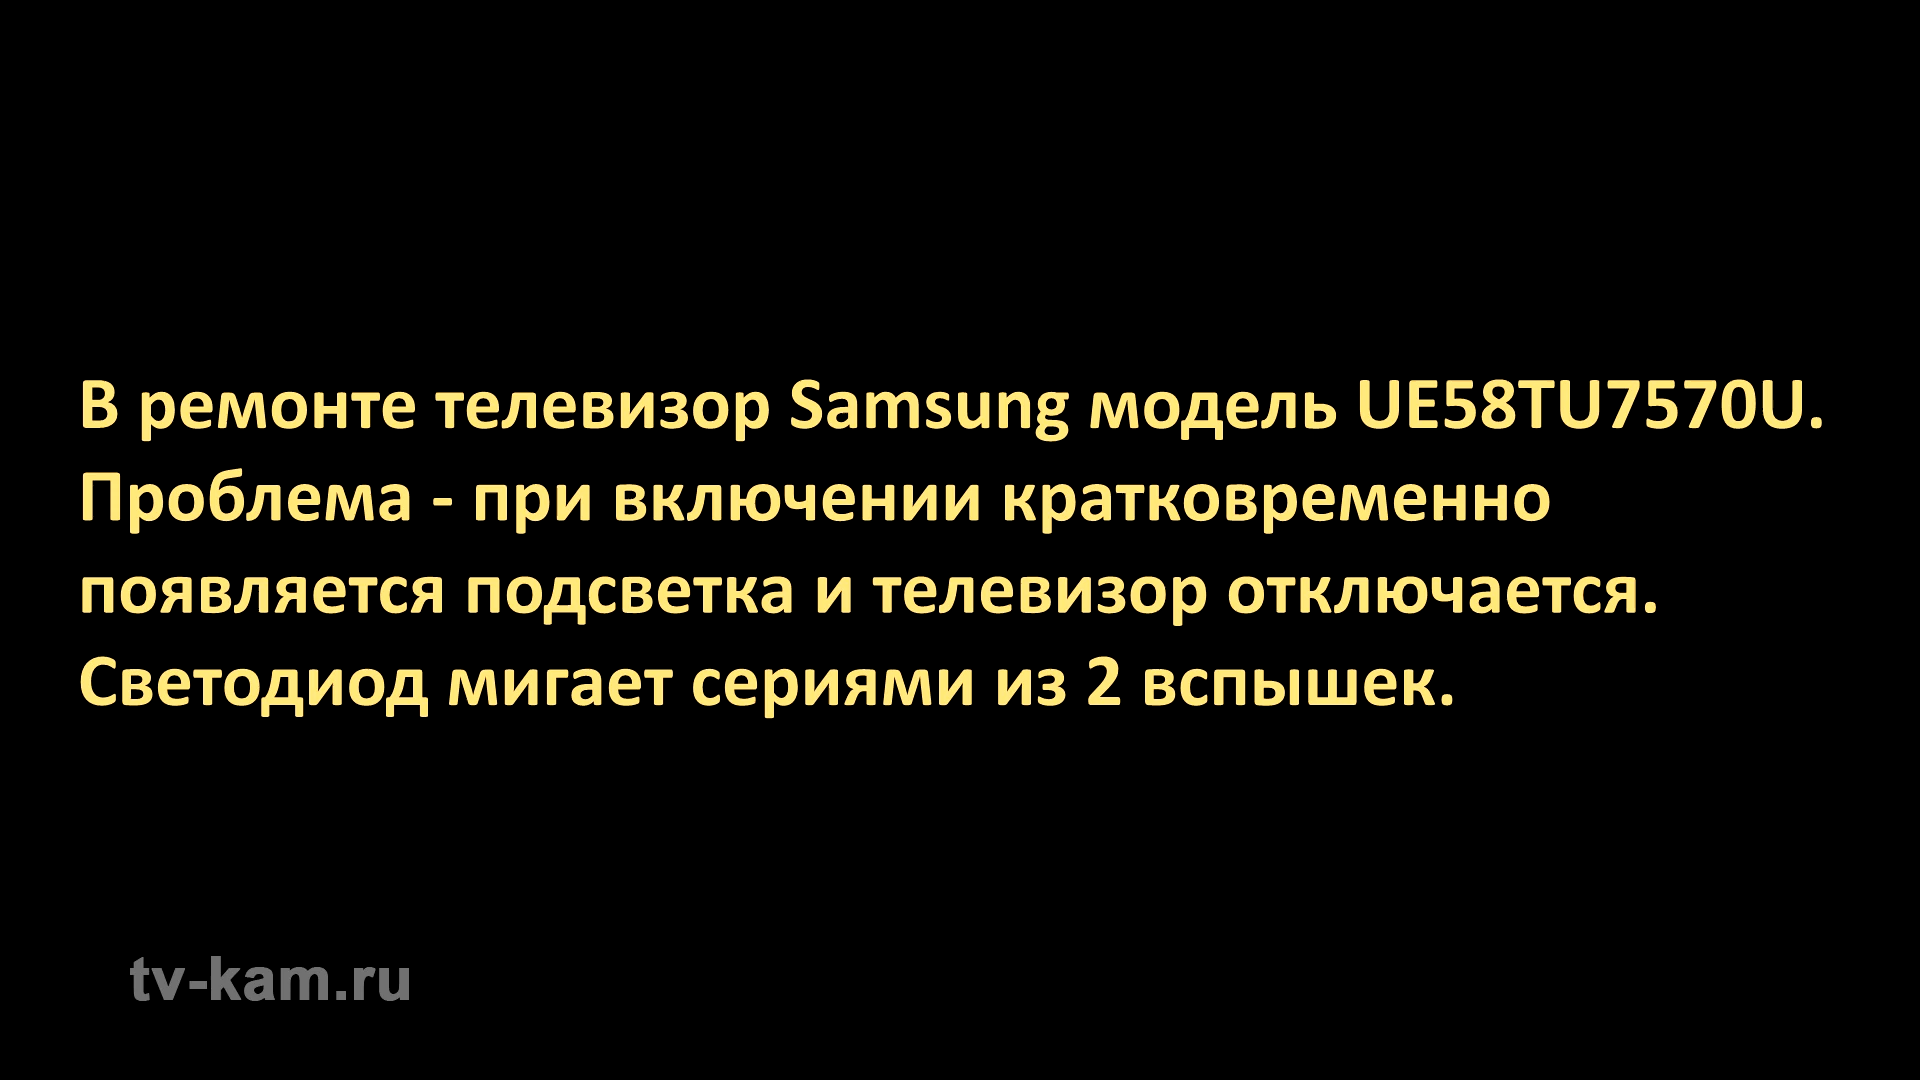 В ремонте телевизор Samsung модель UE58TU7570U.
Проблема - при включении кратковременно
появляется подсветка и телевизор отключается.
Светодиод мигает сериями из 2 вспышек.
tv-kam.ru